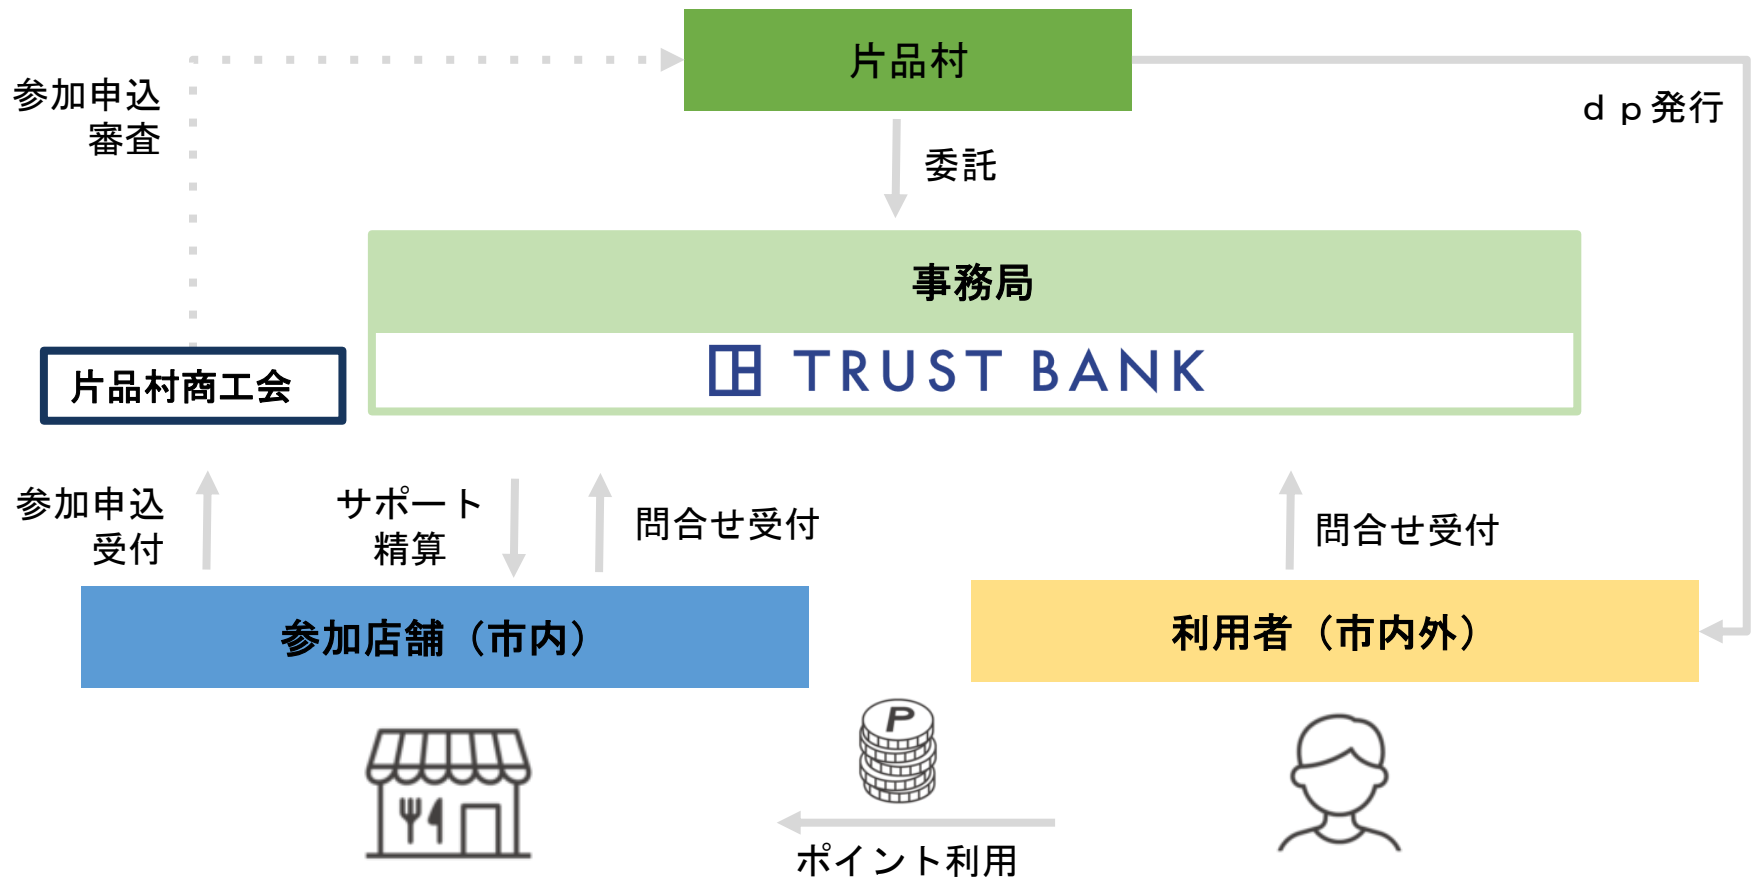 片品村
参加申込
審査
ｄｐ発行
委託
事務局
TRUST BANK
片品村商工会
参加申込
受付
サポート
精算
問合せ受付
問合せ受付
参加店舗（市内）
利用者（市内外）
P
ポイント利用